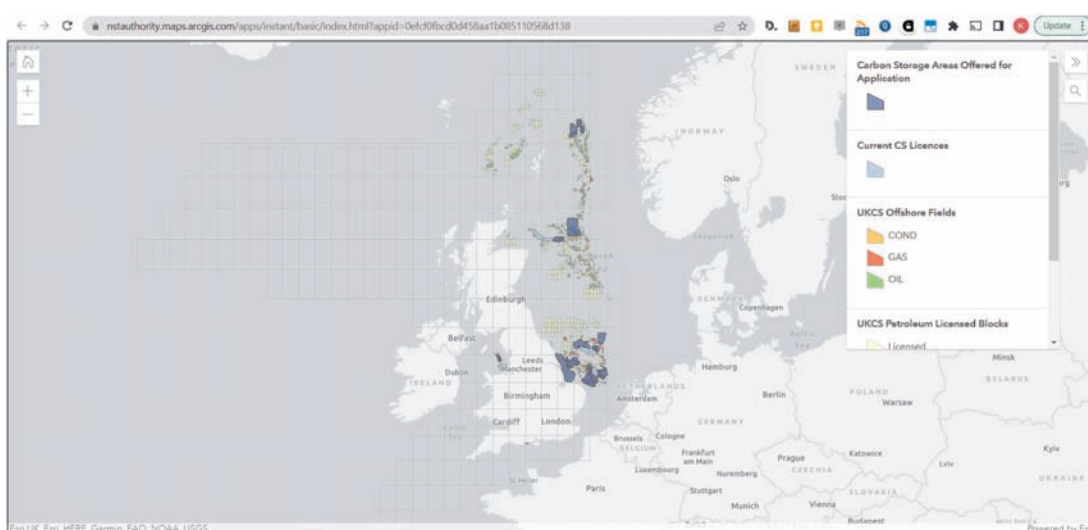 nstauthority.maps.arcgis.com/apps/instant/basic/index.html?appid=0efcf0fbcd0d458aa1b085110568d138
217
Update
Carbon Storage Areas Offered for
Application
Current CS Licences
UKCS Offshore Fields
COND
GAS
OIL
UKCS Petroleum Licensed Blocks
Licensed
SWEDEN
NORWAY
Oslo
DENMARK
Copenhagen
Edinburgh
Belfast
Dublin
IRELAND
Leeds
Manchester
Birmingham
Cardiff
London
NETHERLANDS
Amsterdam
Hamburg
Berlin
POLAND
Warsaw
Minsk
BELARUS
Brussels
BELGIUM
Cologne
GERMANY
Frankfurt
am Main
Luxembourg
Nuremberg
Prague
CZECHIA
Katowice
Lviv
Kyiv
UKRAINE
Paris
Stuttgart
Munich
Vienna
SLOVAKIA
Budapest
Esri UK, Esri, HERE, Garmin, FAO, NOAA, USGS
Powered by